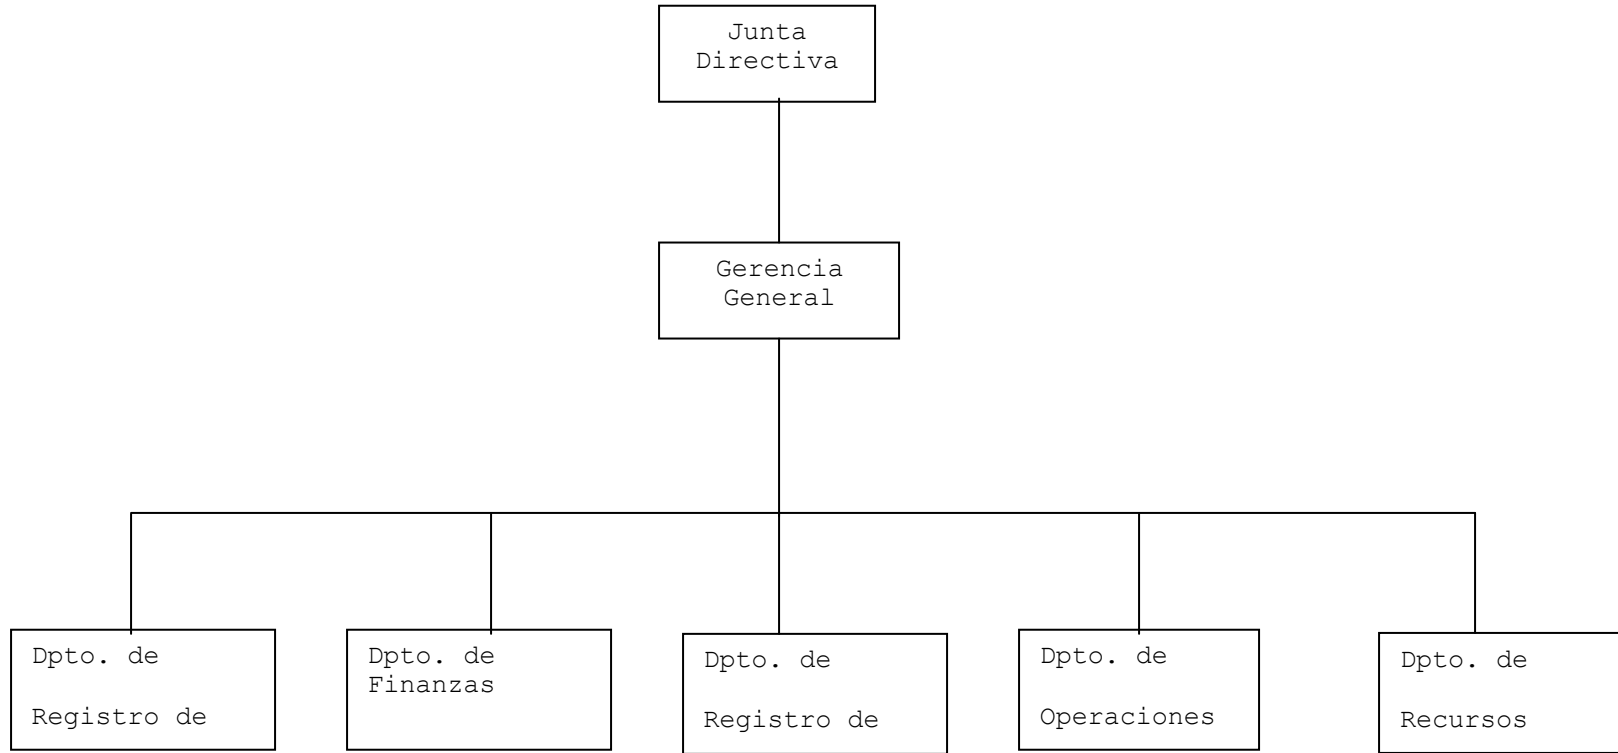 Junta
Directiva
Gerencia
General
Dpto. de
Registro de
Dpto. de
Finanzas
Dpto. de
Registro de
Dpto. de
Operaciones
Dpto. de
Recursos